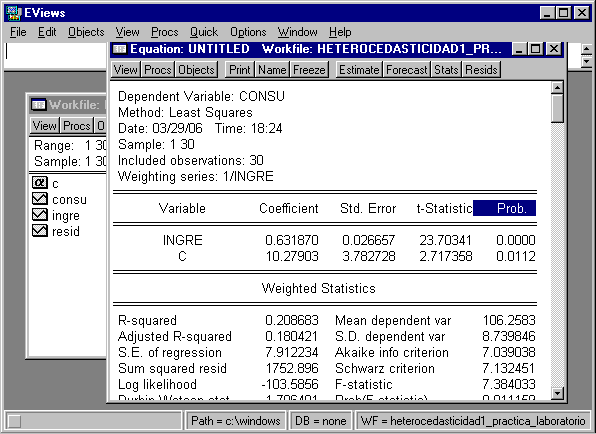 EViews
File Edit Objects View Procs Quick Options Window Help
Equation: UNTITLED Workfile: HETEROCEDASTICIDAD1_PR...
View Procs Objects Print Name Freeze Estimate Forecast Stats Resids
Dependent Variable: CONSU
Method: Least Squares
Date: 03/29/06 Time: 18:24
Sample: 1 30
Included observations: 30
Weighting series: 1/INGRE
Variable Coefficient Std. Error t-Statistic Prob.
INGRE 0.631870 0.026657 23.70341 0.0000
C 10.27903 3.782728 2.717358 0.0112
Weighted Statistics
R-squared 0.208683 Mean dependent var 106.2583
Adjusted R-squared 0.180421 S.D. dependent var 8.739846
S.E. of regression 7.912234 Akaike info criterion 7.039038
Sum squared resid 1752.896 Schwarz criterion 7.132451
Log likelihood -103.5856 F-statistic 7.384033
Durbin-Watson stat 1.706401 Prob(F-statistic) 0.011159
Workfile:
View Procs O
Range: 1 30
Sample: 1 30
c
consu
ingre
resid
Path = c:\windows DB = none WF = heterocedasticidad1_practica_laboratorio